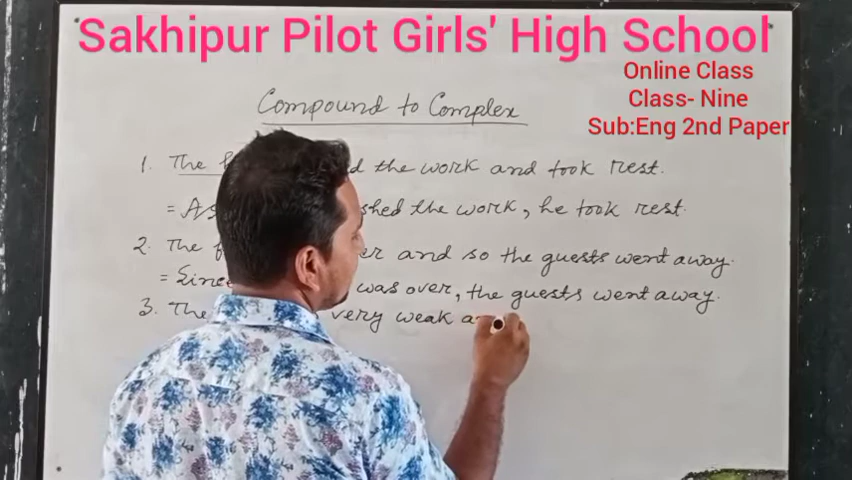 Sakhipur Pilot Girls' High School
Online Class
Class- Nine
Sub:Eng 2nd Paper
Compound to Complex
1. The the work and took rest.
= the work, he took rest.
2. The and so the guests went away.
= Since was over, the guests went away.
3. The very weak